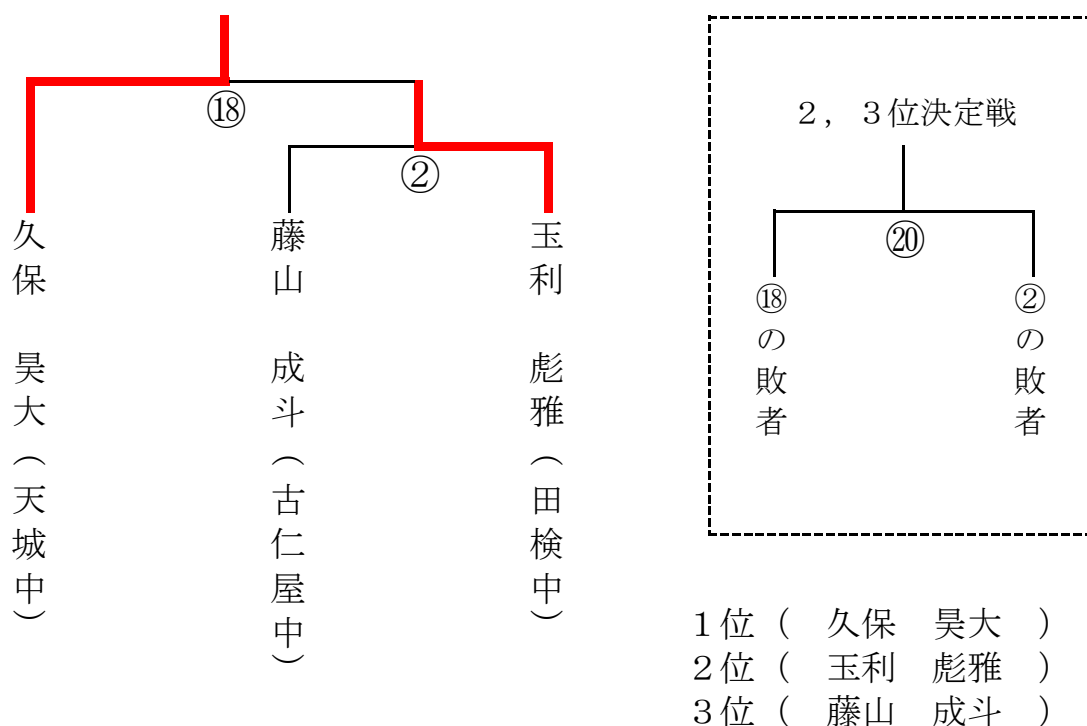 ⑱
②
久保　昊大（天城中）
藤山　成斗（古仁屋中）
玉利　彪雅（田検中）
２，３位決定戦
⑳
⑱の敗者
②の敗者
１位（　久保　昊大　）
２位（　玉利　彪雅　）
３位（　藤山　成斗　）